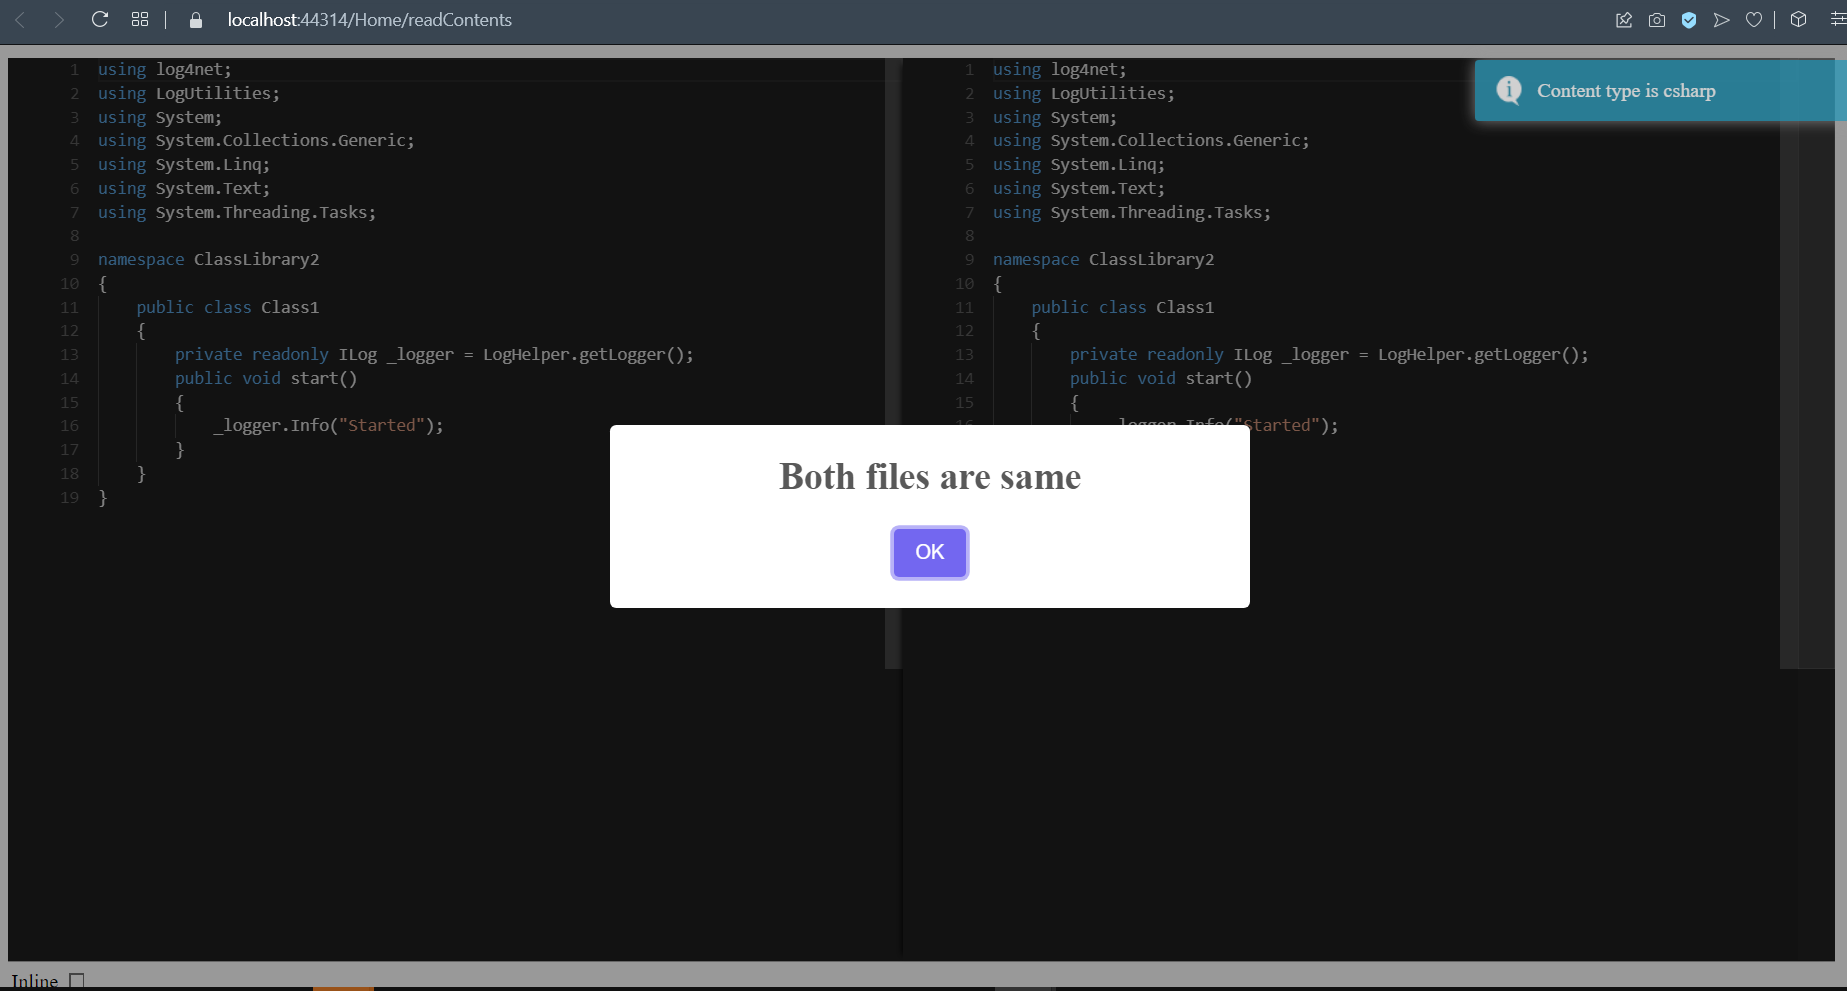 localhost:44314/Home/readContents
1 using log4net;
2 using LogUtilities;
3 using System;
4 using System.Collections.Generic;
5 using System.Linq;
6 using System.Text;
7 using System.Threading.Tasks;
8
9 namespace ClassLibrary2
10 {
11 public class Class1
12 {
13 private readonly ILog _logger = LogHelper.getLogger();
14 public void start()
15 {
16 _logger.Info("Started");
17 }
18 }
19 }
1 using log4net;
2 using LogUtilities;
3 using System;
4 using System.Collections.Generic;
5 using System.Linq;
6 using System.Text;
7 using System.Threading.Tasks;
8
9 namespace ClassLibrary2
10 {
11 public class Class1
12 {
13 private readonly ILog _logger = LogHelper.getLogger();
14 public void start()
15 {
16 logger.Info("Started");
Content type is csharp
Both files are same
OK
Inline